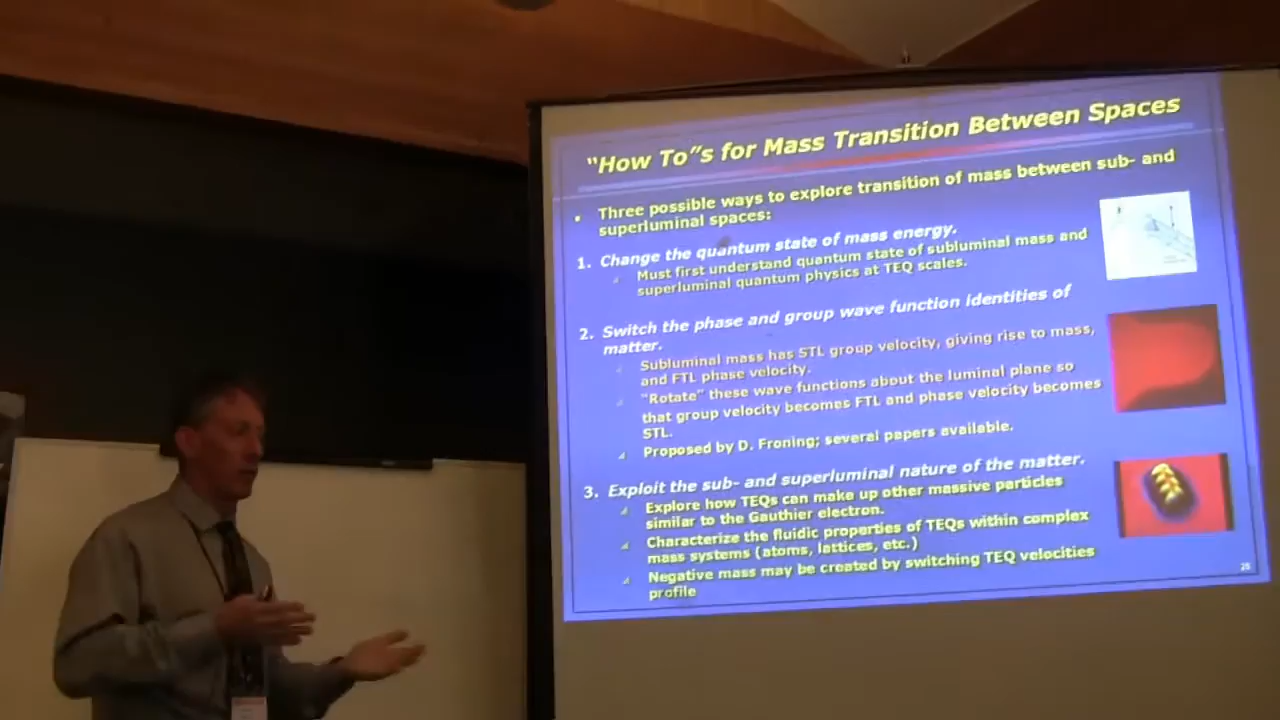 “How To”s for Mass Transition Between Spaces
Three possible ways to explore transition of mass between sub- and
superluminal spaces:
1. Change the quantum state of mass energy.
Must first understand quantum state of subluminal mass and
superluminal quantum physics at TEQ scales.
2. Switch the phase and group wave function identities of
matter.
Subluminal mass has STL group velocity, giving rise to mass,
and FTL phase velocity.
“Rotate” these wave functions about the luminal plane so
that group velocity becomes FTL and phase velocity becomes
STL.
Proposed by D. Froning; several papers available.
3. Exploit the sub- and superluminal nature of the matter.
Explore how TEQs can make up other massive particles
similar to the Gauthier electron.
Characterize the fluidic properties of TEQs within complex
mass systems (atoms, lattices, etc.)
Negative mass may be created by switching TEQ velocities
profile